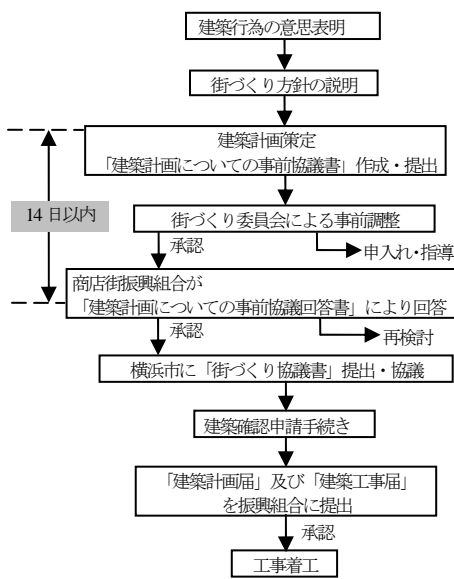 建築行為の意思表明
街づくり方針の説明
建築計画策定
「建築計画についての事前協議書」作成・提出
14日以内
街づくり委員会による事前調整
承認
申入れ・指導
商店街振興組合が
「建築計画についての事前協議回答書」により回答
承認
再検討
横浜市に「街づくり協議書」提出・協議
建築確認申請手続き
「建築計画届」及び「建築工事届」
を振興組合に提出
承認
工事着工